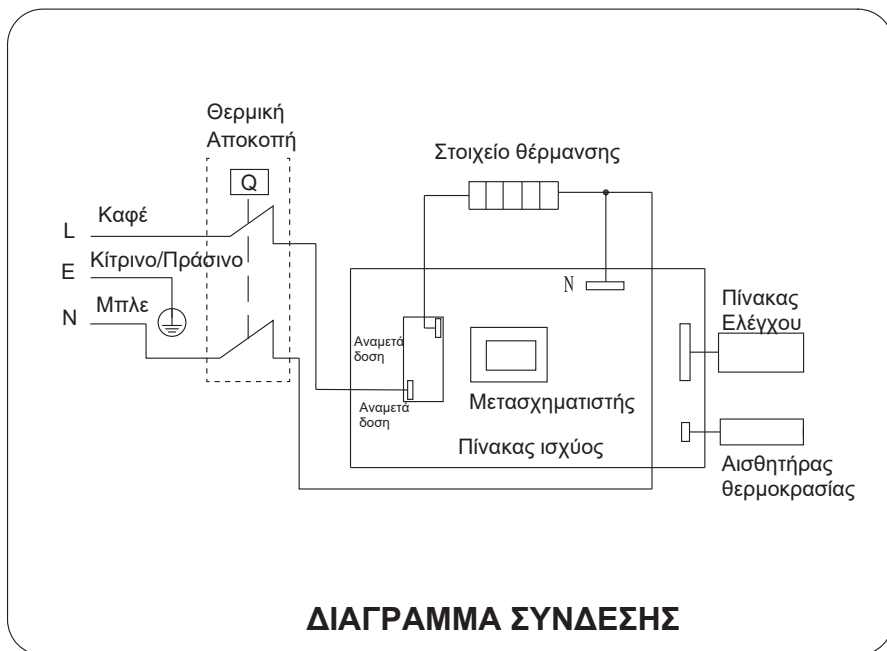 Θερμική
Αποκοπή
Q
Στοιχείο θέρμανσης
L
Καφέ
E
Κίτρινο/Πράσινο
N
Μπλε
N
Πίνακας
Ελέγχου
Αναμετά
δοση
Αναμετά
δοση
Μετασχηματιστής
Πίνακας ισχύος
Αισθητήρας
θερμοκρασίας
ΔΙΑΓΡΑΜΜΑ ΣΥΝΔΕΣΗΣ